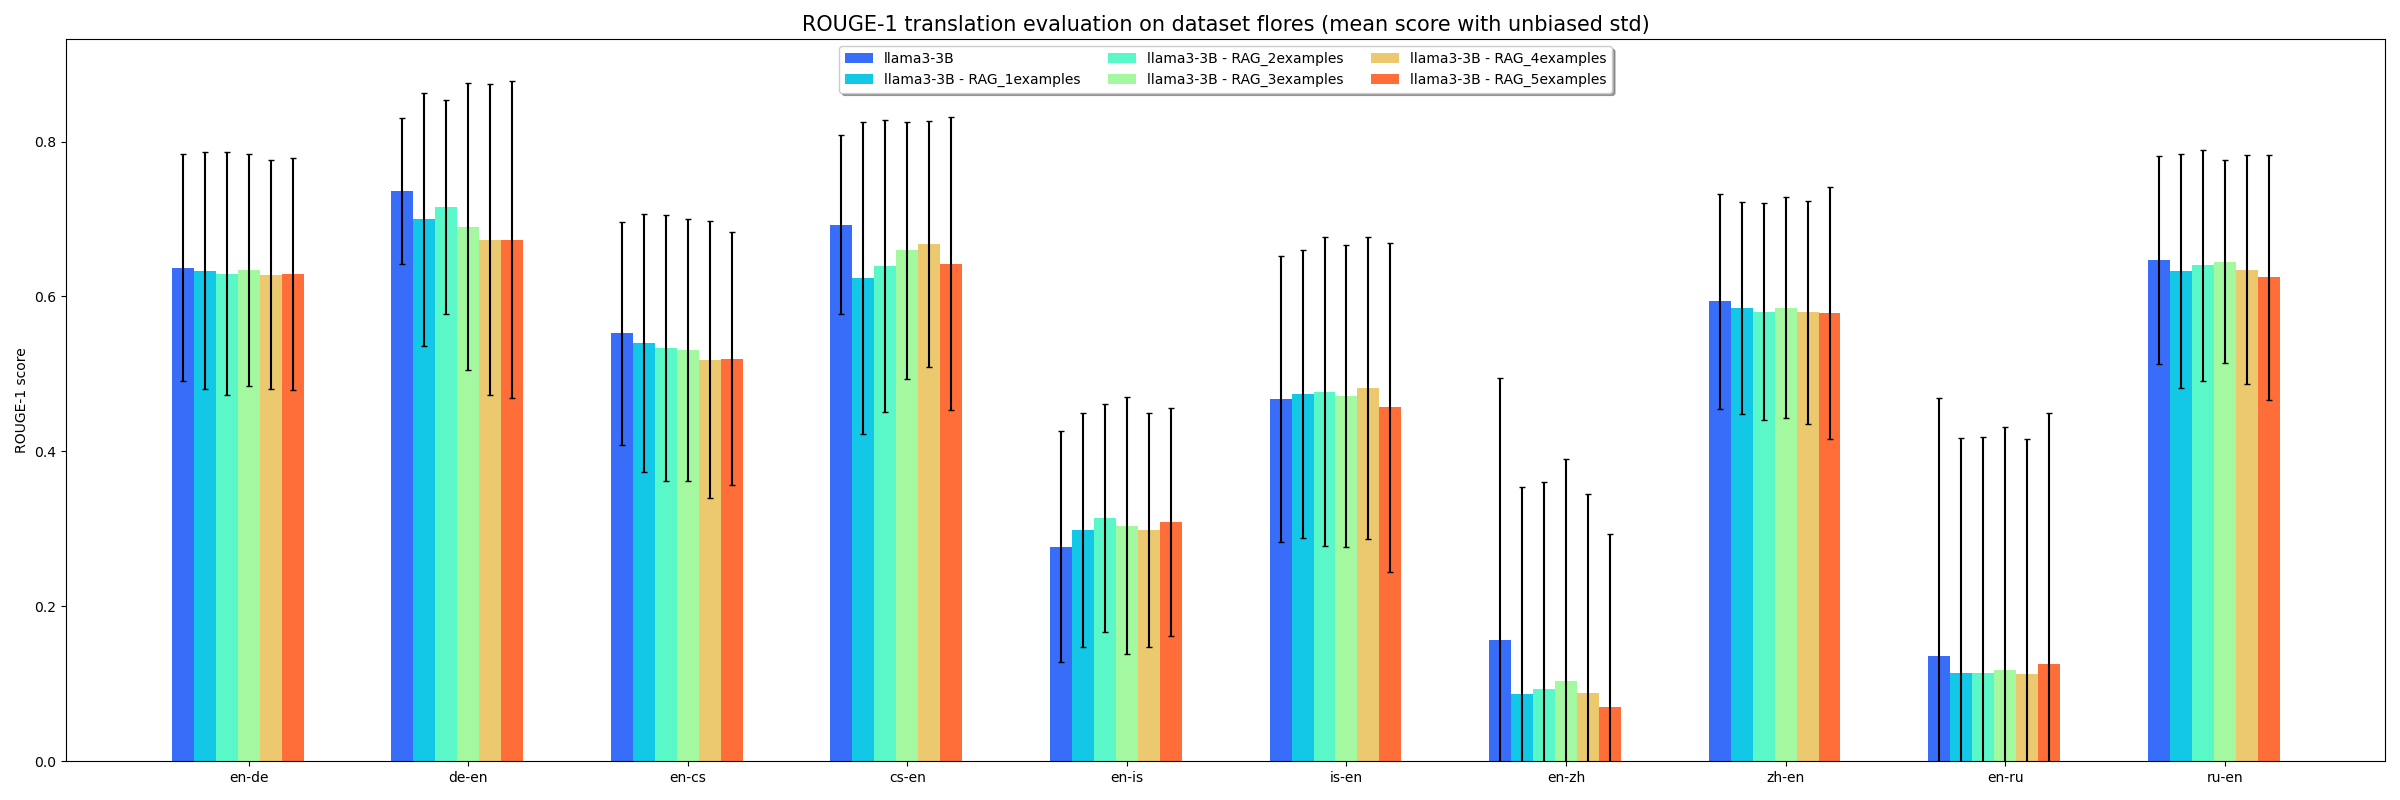 ROUGE-1 translation evaluation on dataset flores (mean score with unbiased std)
llama3-3B
llama3-3B - RAG_1examples
llama3-3B - RAG_2examples
llama3-3B - RAG_3examples
llama3-3B - RAG_4examples
llama3-3B - RAG_5examples
ROUGE-1 score
0.8
0.6
0.4
0.2
0.0
en-de de-en en-cs cs-en en-is is-en en-zh zh-en en-ru ru-en